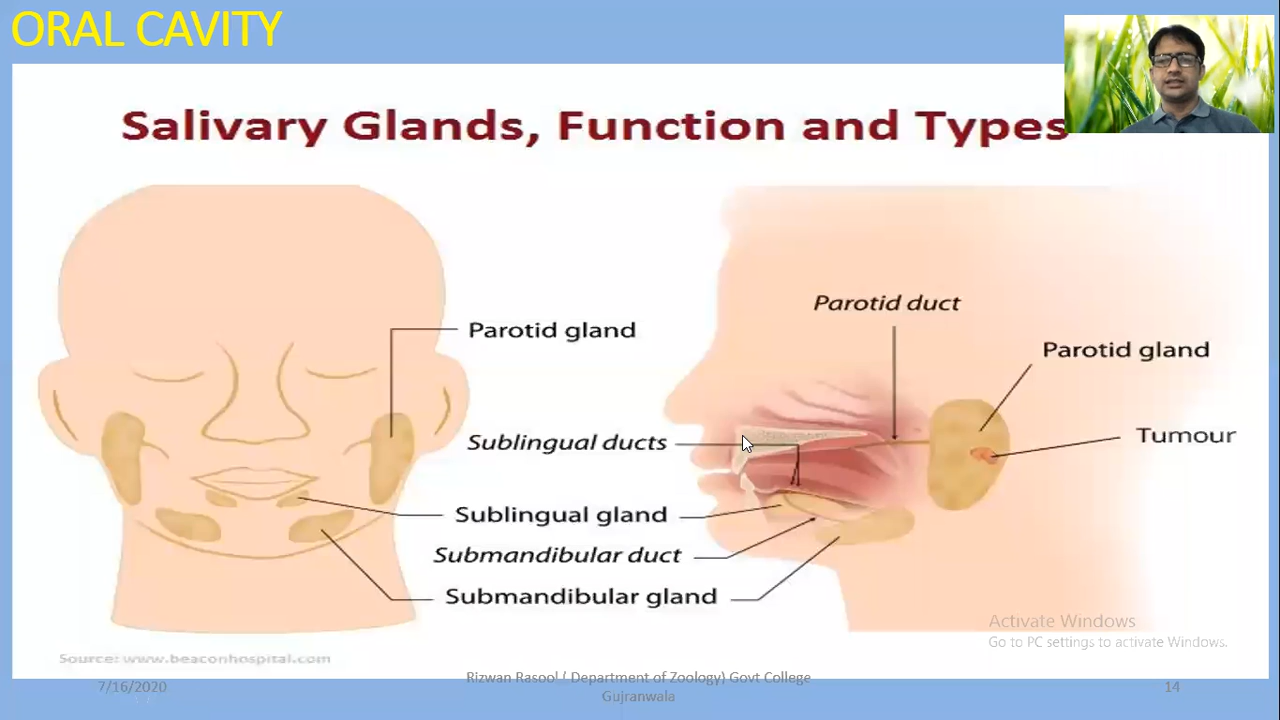 ORAL CAVITY
Salivary Glands, Function and Types
Parotid duct
Parotid gland
Parotid gland
Tumour
Sublingual ducts
Sublingual gland
Submandibular duct
Submandibular gland
Activate Windows
Go to PC settings to activate Windows.
Source: www.beaconhospital.com
7/16/2020
Rizwan Rasool ( Department of Zoology) Govt College
Gujranwala
14